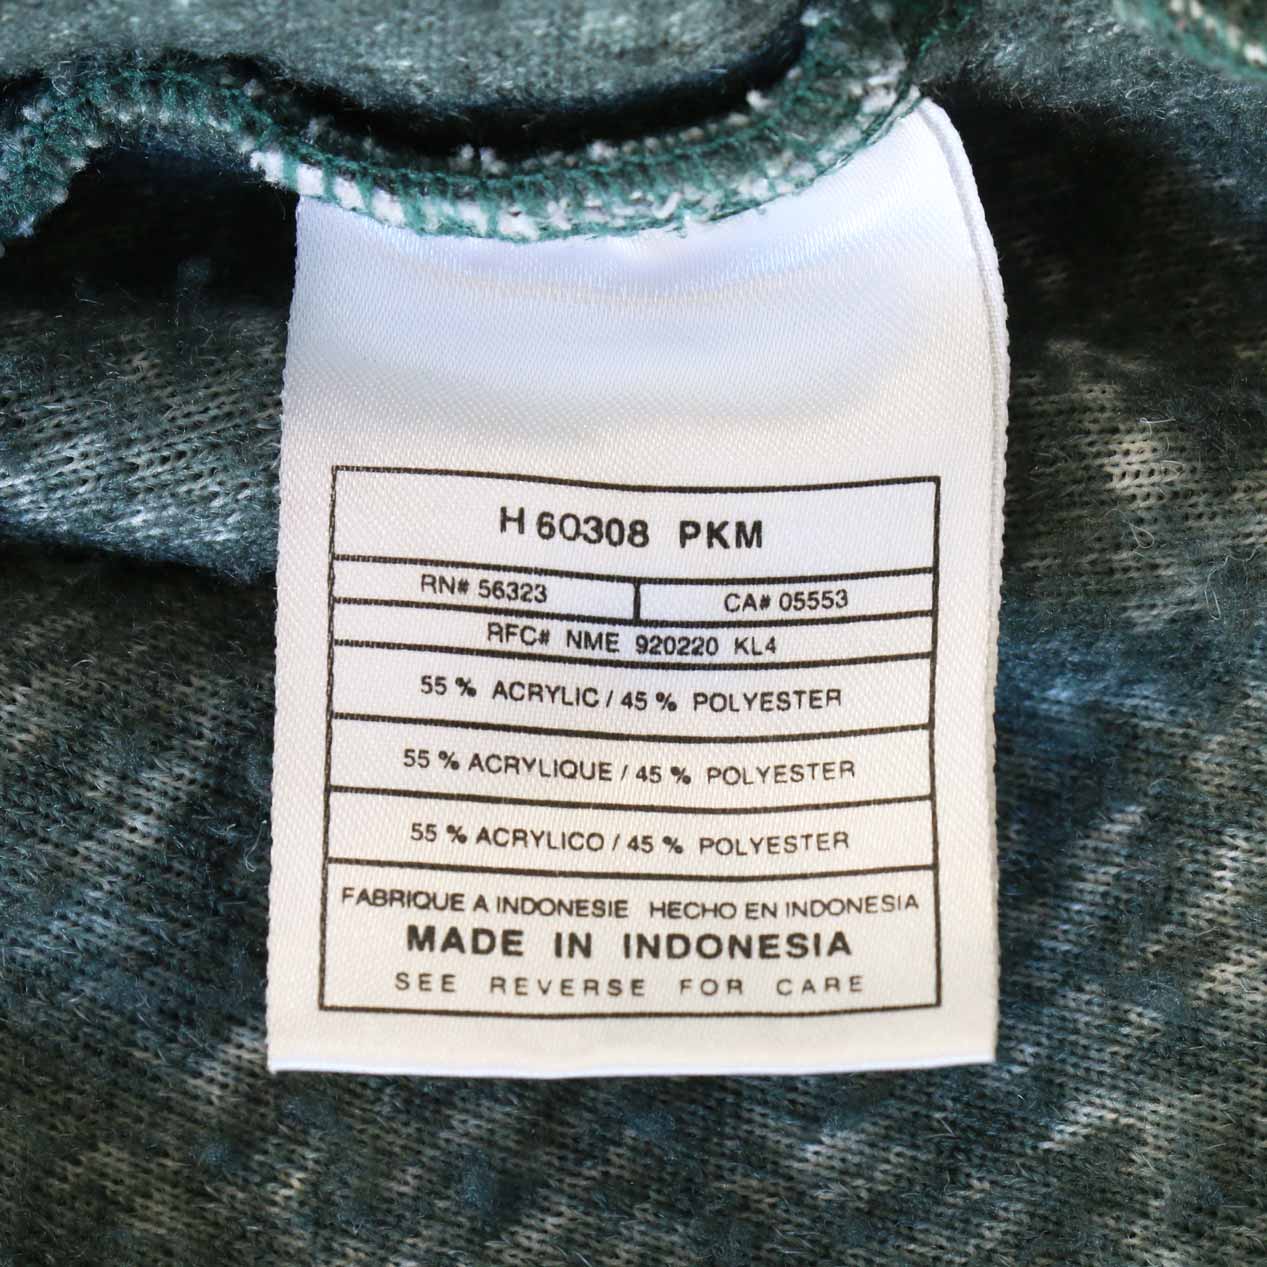 H 60308 PKM
RN# 56323 CA# 05553
RFC# NME 920220 KL4
55 % ACRYLIC / 45 % POLYESTER
55 % ACRYLIQUE / 45 % POLYESTER
55 % ACRYLICO / 45 % POLYESTER
FABRIQUE A INDONESIE HECHO EN INDONESIA
MADE IN INDONESIA
SEE REVERSE FOR CARE